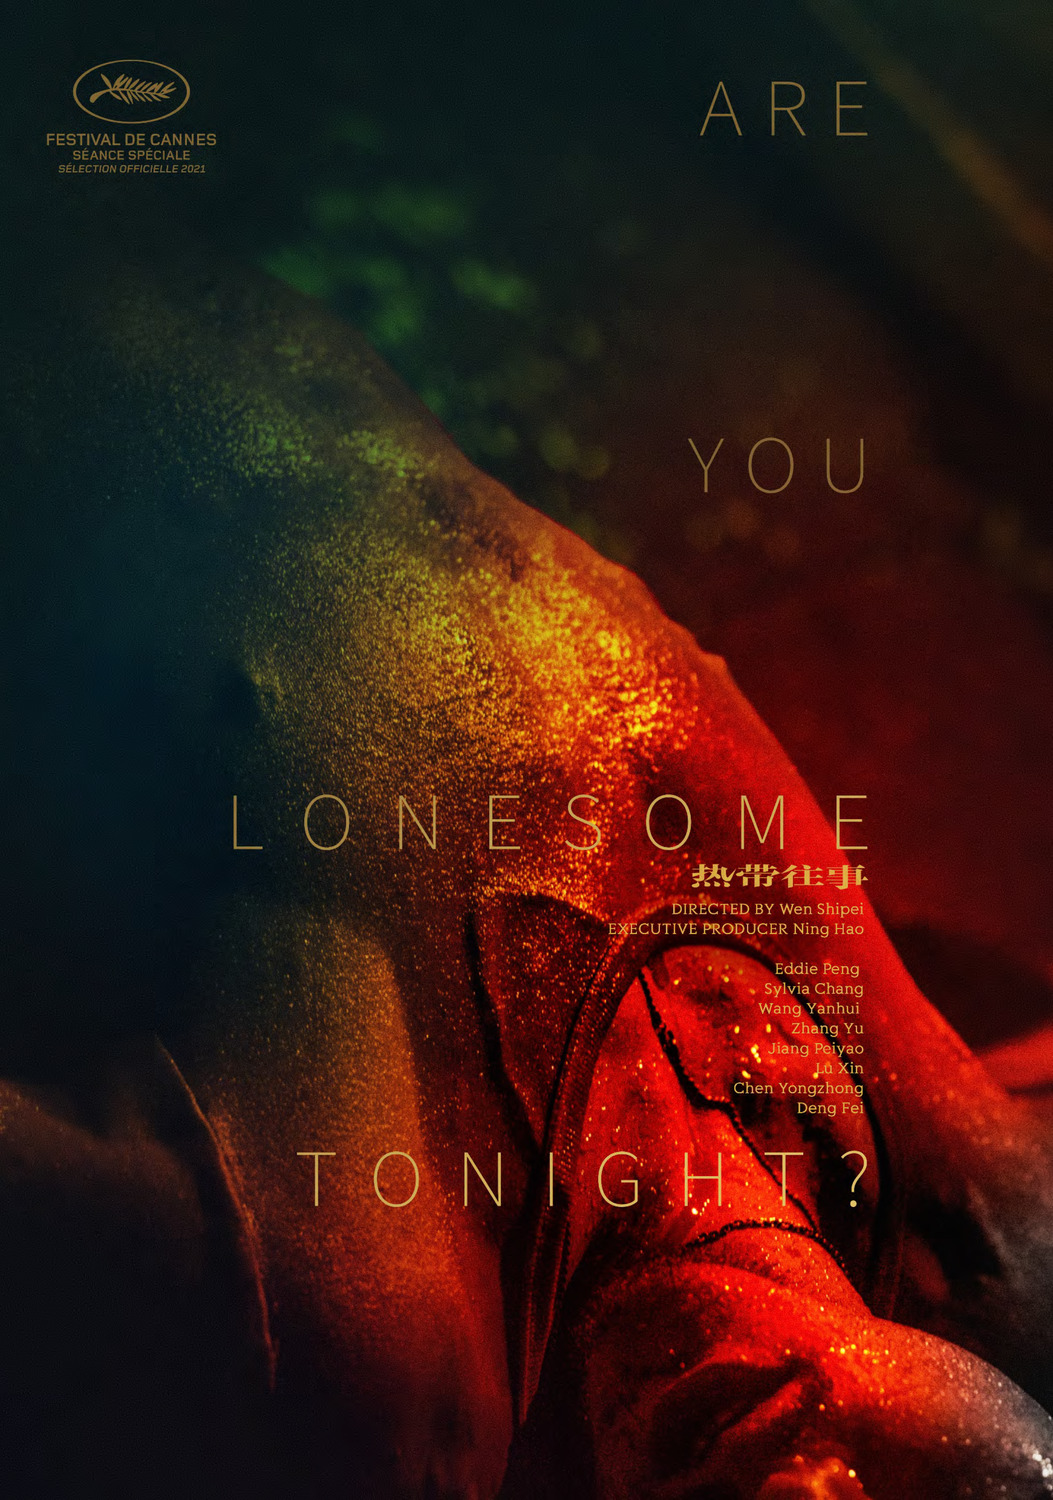 FESTIVAL DE CANNES
SÉANCE SPÉCIALE
SÉLECTION OFFICIELLE 2021
ARE
YOU
LONESOME
热带往事
DIRECTED BY Wen Shipei
EXECUTIVE PRODUCER Ning Hao
Eddie Peng
Sylvia Chang
Wang Yanhui
Zhang Yu
Jiang Peiyao
Lü Xin
Chen Yongzhong
Deng Fei
TONIGHT?